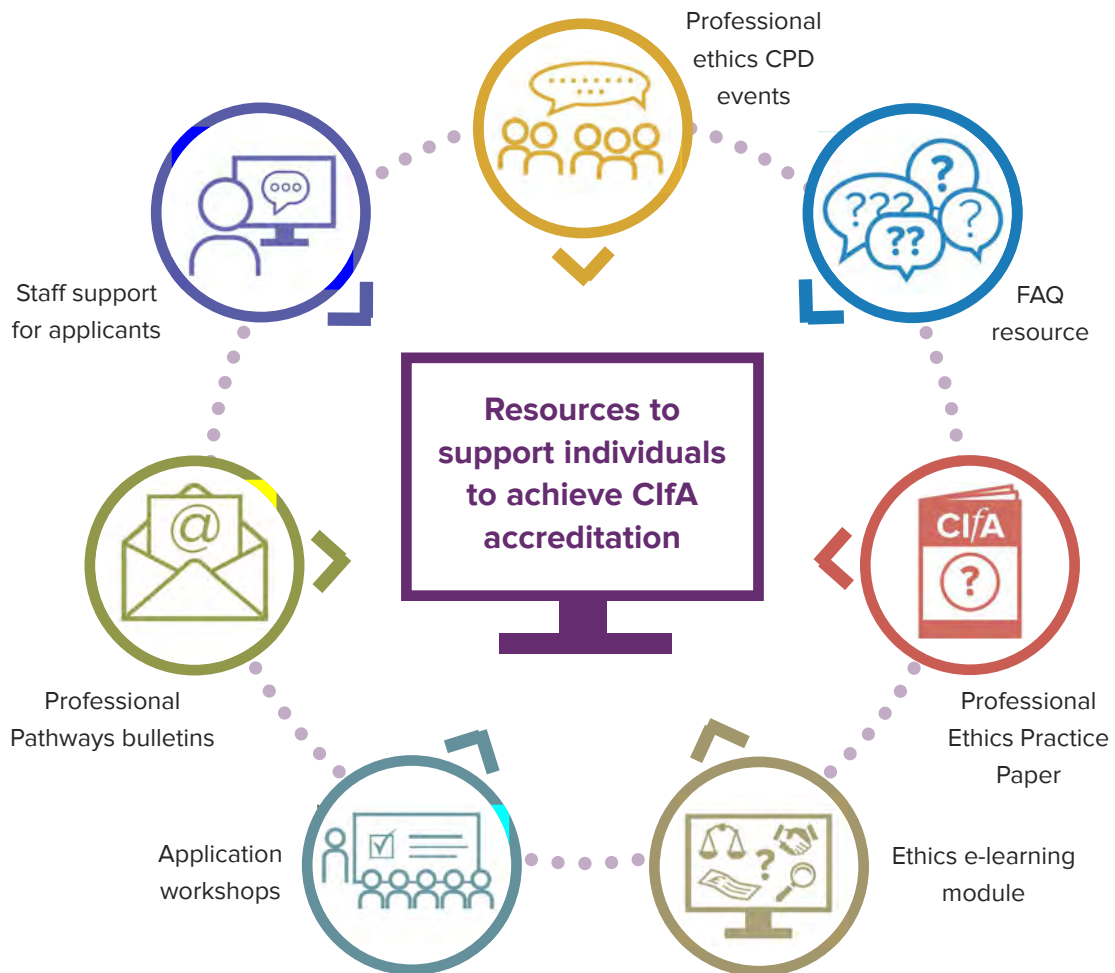 Professional
ethics CPD
events
? 
??? ?
??
FAQ
resource
Staff support
for applicants
Resources to
support individuals
to achieve CIfA
accreditation
@
CIfA
?
Professional
Pathways bulletins
Professional
Ethics Practice
Paper
Application
workshops
?
Ethics e-learning
module